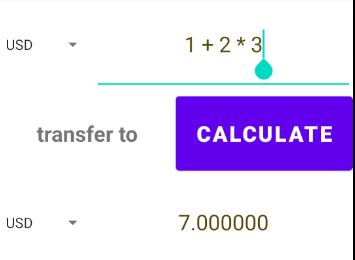 USD 1 + 2 * 3
transfer to CALCULATE
USD 7.000000